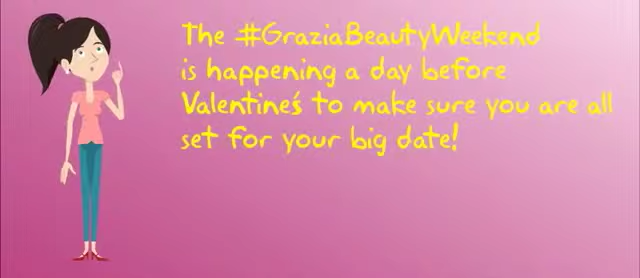 The #GraziaBeautyWeekend
is happening a day before
Valentine's to make sure you are all
set for your big date!